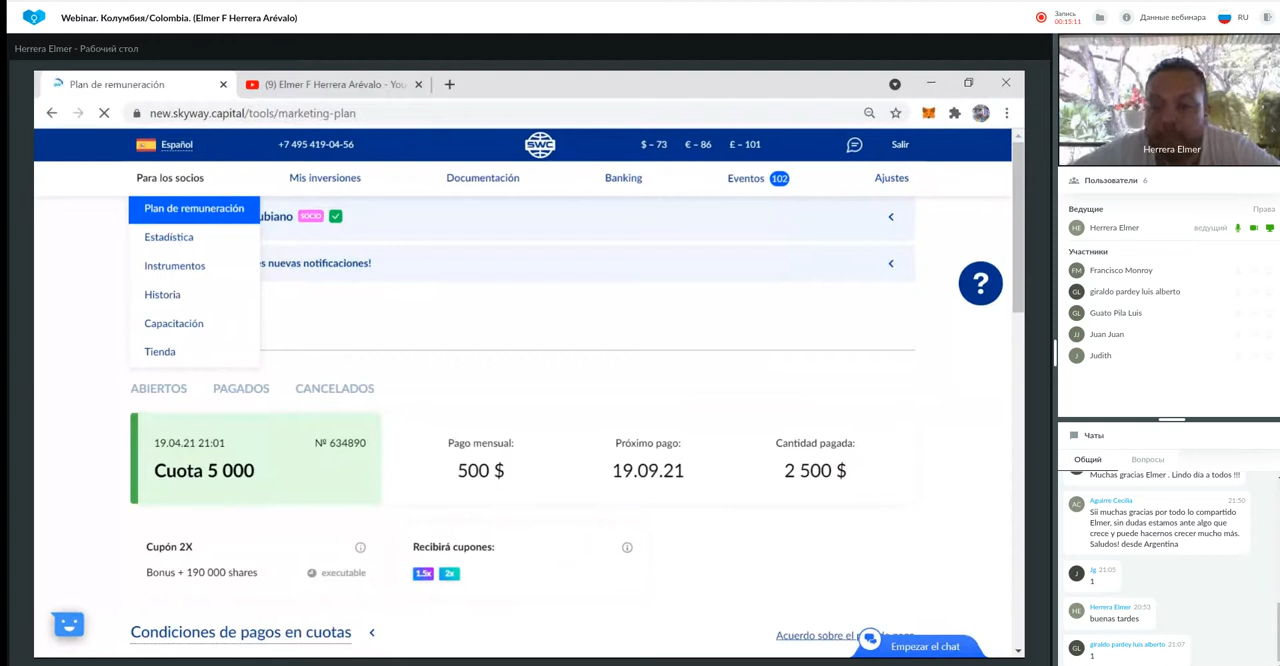 Webinar. Колумбия/Colombia. (Elmer F Herrera Arévalo)
Запись
00:15:11
Данные вебинара
RU
Herrera Elmer - Рабочий стол
Plan de remuneración
(9) Elmer F Herrera Arévalo - You
new.skyway.capital/tools/marketing-plan
Español
+7 495 419-04-56
SWC
$ – 73 € – 86 £ – 101
Salir
Para los socios
Mis inversiones
Documentación
Banking
Eventos 102
Ajustes
Plan de remuneración
Estadística
Instrumentos
Historia
Capacitación
Tienda
ubiano SOCIO
s nuevas notificaciones!
?
ABIERTOS PAGADOS CANCELADOS
19.04.21 21:01 № 634890
Cuota 5 000
Pago mensual:
500 $
Próximo pago:
19.09.21
Cantidad pagada:
2 500 $
Cupón 2X
Bonus + 190 000 shares
executable
Recibirá cupones:
1.5x 2x
Condiciones de pagos en cuotas
Acuerdo sobre el
Empezar el chat
Herrera Elmer
Пользователи 6
Ведущие
Права
HE Herrera Elmer ведущий
Участники
FM Francisco Monroy
GL giraldo pardey luis alberto
GL Guato Pila Luis
JJ Juan Juan
J Judith
Чаты
Общий
Вопросы
Muchas gracias Elmer . Lindo día a todos !!!
AC Aguirre Cecilia 21:50
Sii muchas gracias por todo lo compartido
Elmer, sin dudas estamos ante algo que
crece y puede hacernos crecer mucho más.
Saludos! desde Argentina
J Jg 21:05
1
HE Herrera Elmer 20:53
buenas tardes
GL giraldo pardey luis alberto 21:07
1